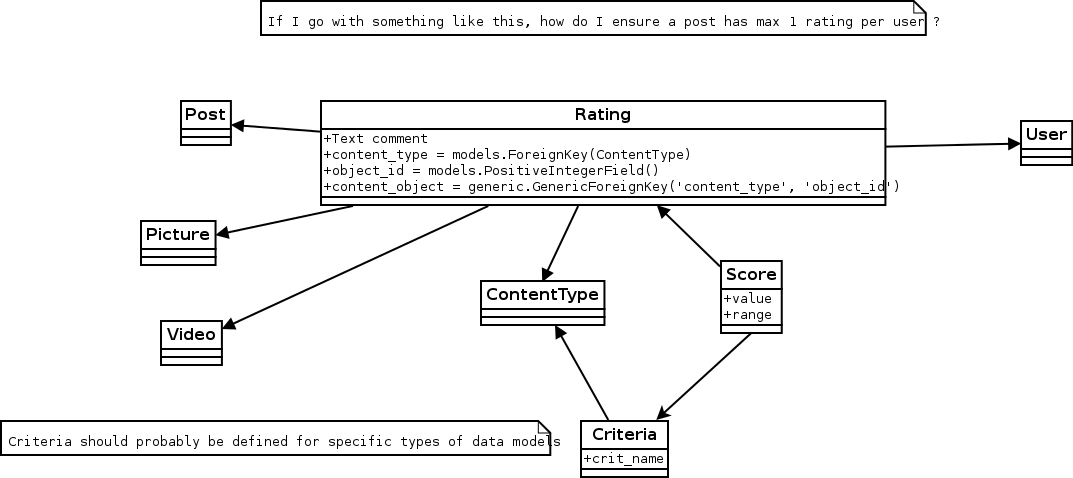 If I go with something like this, how do I ensure a post has max 1 rating per user ?
Post
Rating
+Text comment
+content_type = models.ForeignKey(ContentType)
+object_id = models.PositiveIntegerField()
+content_object = generic.GenericForeignKey('content_type', 'object_id')
User
Picture
Video
ContentType
Score
+value
+range
Criteria should probably be defined for specific types of data models
Criteria
+crit_name